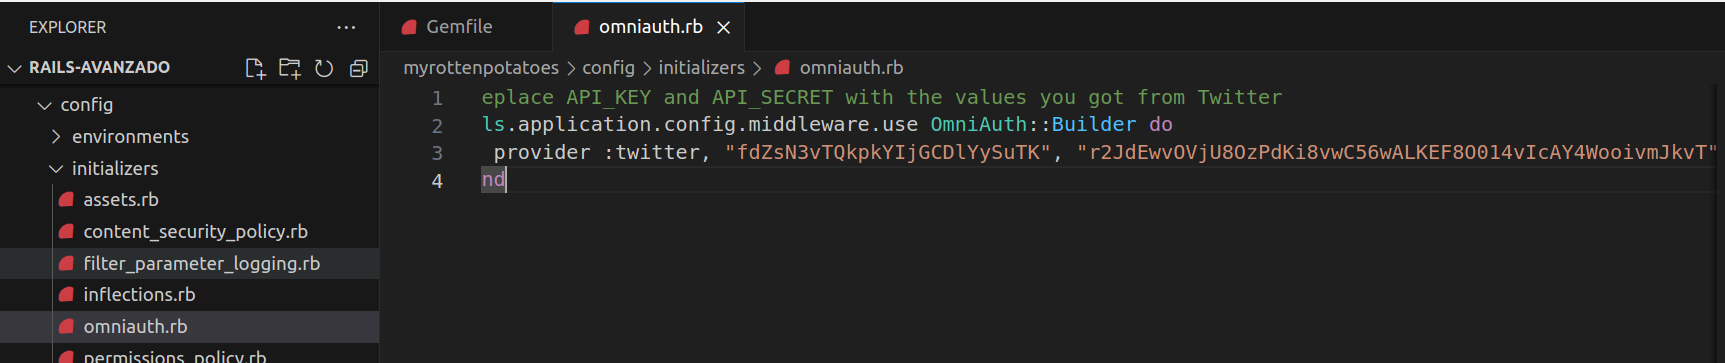 EXPLORER
RAILS-AVANZADO
config
environments
initializers
assets.rb
content_security_policy.rb
filter_parameter_logging.rb
inflections.rb
omniauth.rb
permissions_policy.rb
Gemfile
omniauth.rb
myrottenpotatoes > config > initializers > omniauth.rb
1 eplace API_KEY and API_SECRET with the values you got from Twitter
2 ls.application.config.middleware.use OmniAuth::Builder do
3 provider :twitter, "fdZsN3vTQkpkYIjGCDlYySuTK", "r2JdEwvOVjU8OzPdKi8vwC56wALKEF8O014vIcAY4WooivmJkvT"
4 nd